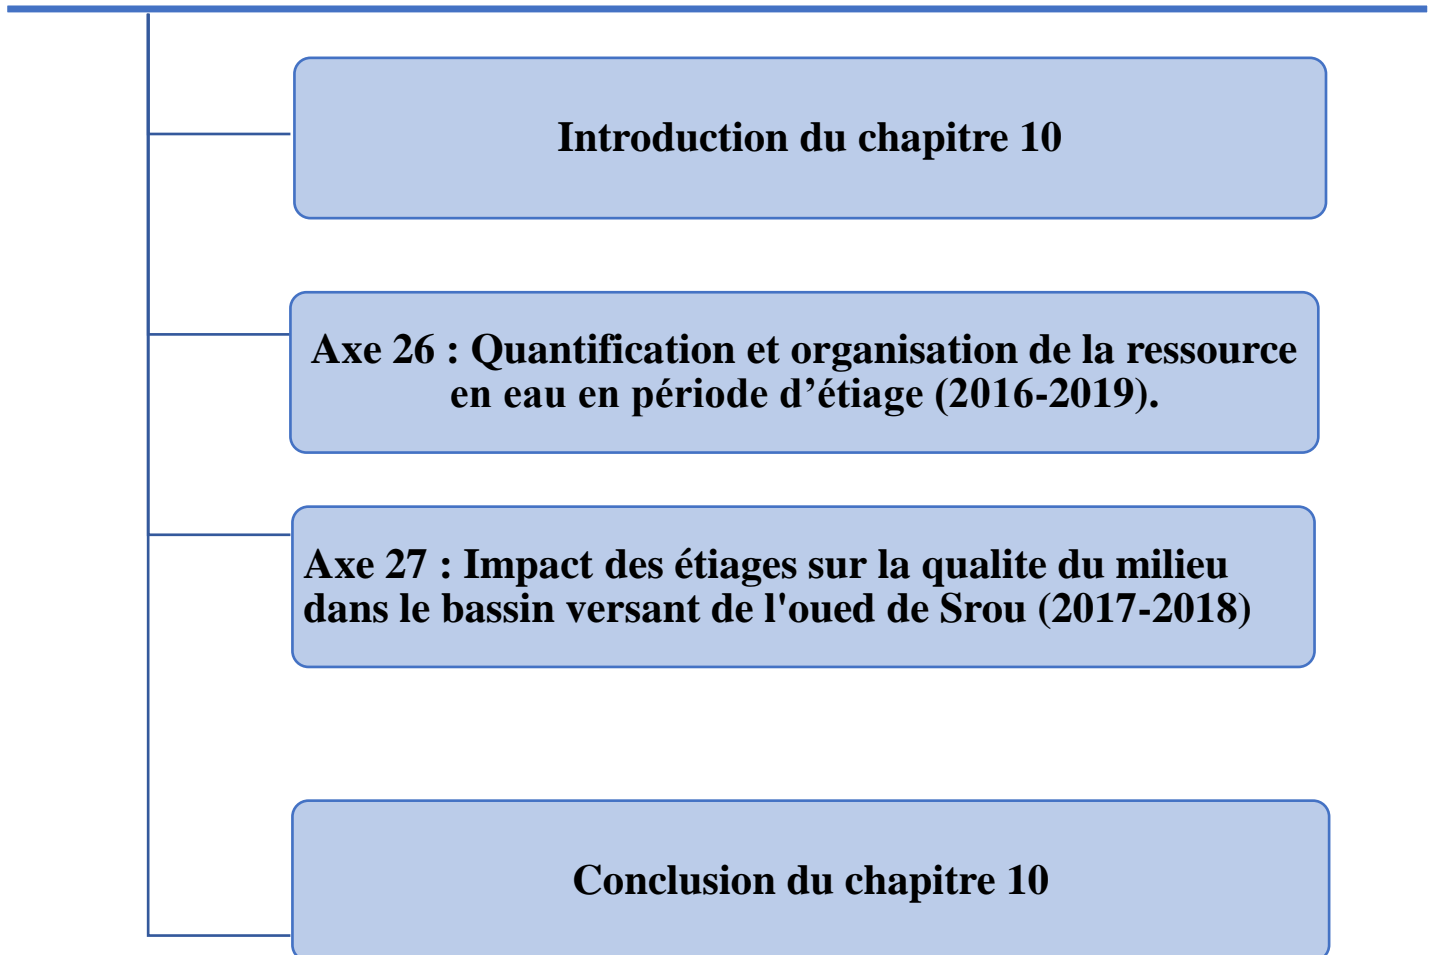 Introduction du chapitre 10
Axe 26 : Quantification et organisation de la ressource
en eau en période d’étiage (2016-2019).
Axe 27 : Impact des étiages sur la qualite du milieu
dans le bassin versant de l'oued de Srou (2017-2018)
Conclusion du chapitre 10